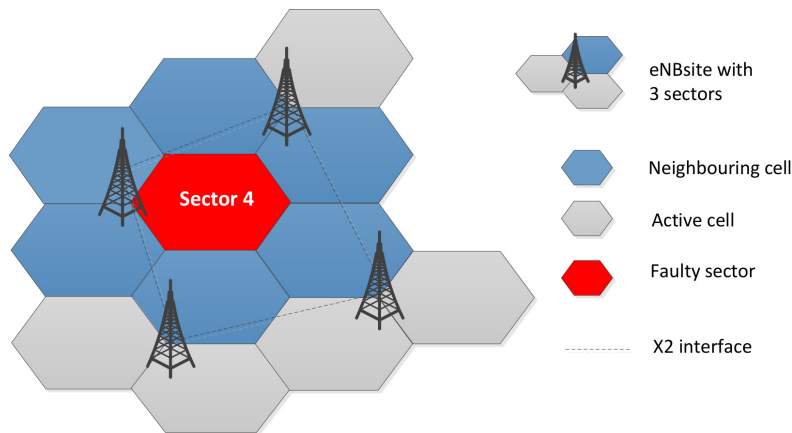 Sector 4
eNBsite with
3 sectors
Neighbouring cell
Active cell
Faulty sector
X2 interface